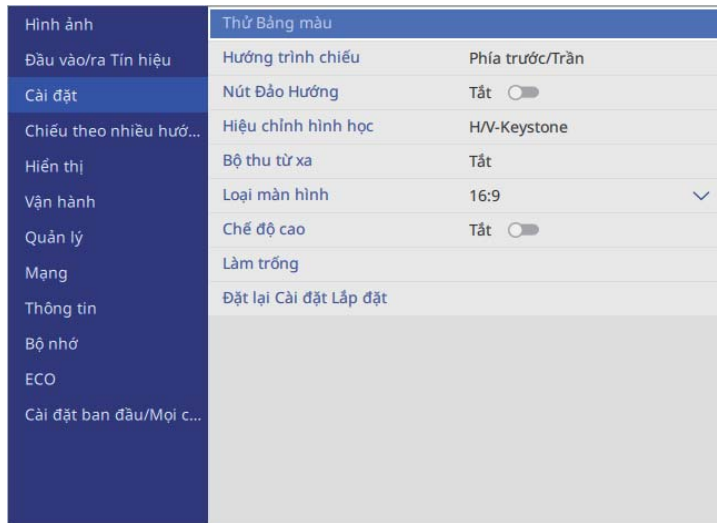 Hình ảnh
Đầu vào/ra Tín hiệu
Cài đặt
Chiếu theo nhiều hướ...
Hiển thị
Vận hành
Quản lý
Mạng
Thông tin
Bộ nhớ
ECO
Cài đặt ban đầu/Mọi c...
Thử Bảng màu
Hướng trình chiếu Phía trước/Trần
Nút Đảo Hướng Tắt
Hiệu chỉnh hình học H/V-Keystone
Bộ thu từ xa Tắt
Loại màn hình 16:9
Chế độ cao Tắt
Làm trống
Đặt lại Cài đặt Lắp đặt